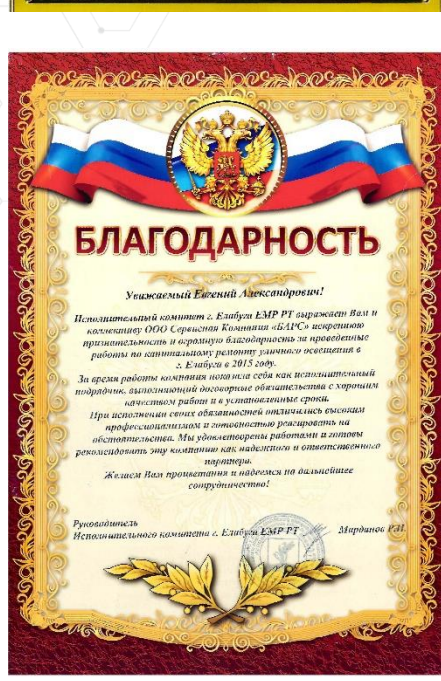 БЛАГОДАРНОСТЬ
Уважаемый Евгений Александрович!
Исполнительный комитет г. Елабуга ЕМР РТ выражает Вам и
коллективу ООО Сервисная Компания «БАРС» искреннюю
признательность и огромную благодарность за проведенные
работы по капитальному ремонту уличного освещения в
г. Елабуга в 2015 году.
За время работы компания показала себя как исполнительный
подрядчик, выполняющий договорные обязательства с хорошим
качеством работ и в установленные сроки.
При исполнении своих обязанностей отличились высоким
профессионализмом и готовностью реагировать на
обстоятельства. Мы удовлетворены работами и готовы
рекомендовать эту компанию как надежного и ответственного
партнера.
Желаем Вам процветания и надеемся на дальнейшее
сотрудничество!
Руководитель
Исполнительного комитета г. Елабуга ЕМР РТ Марданов